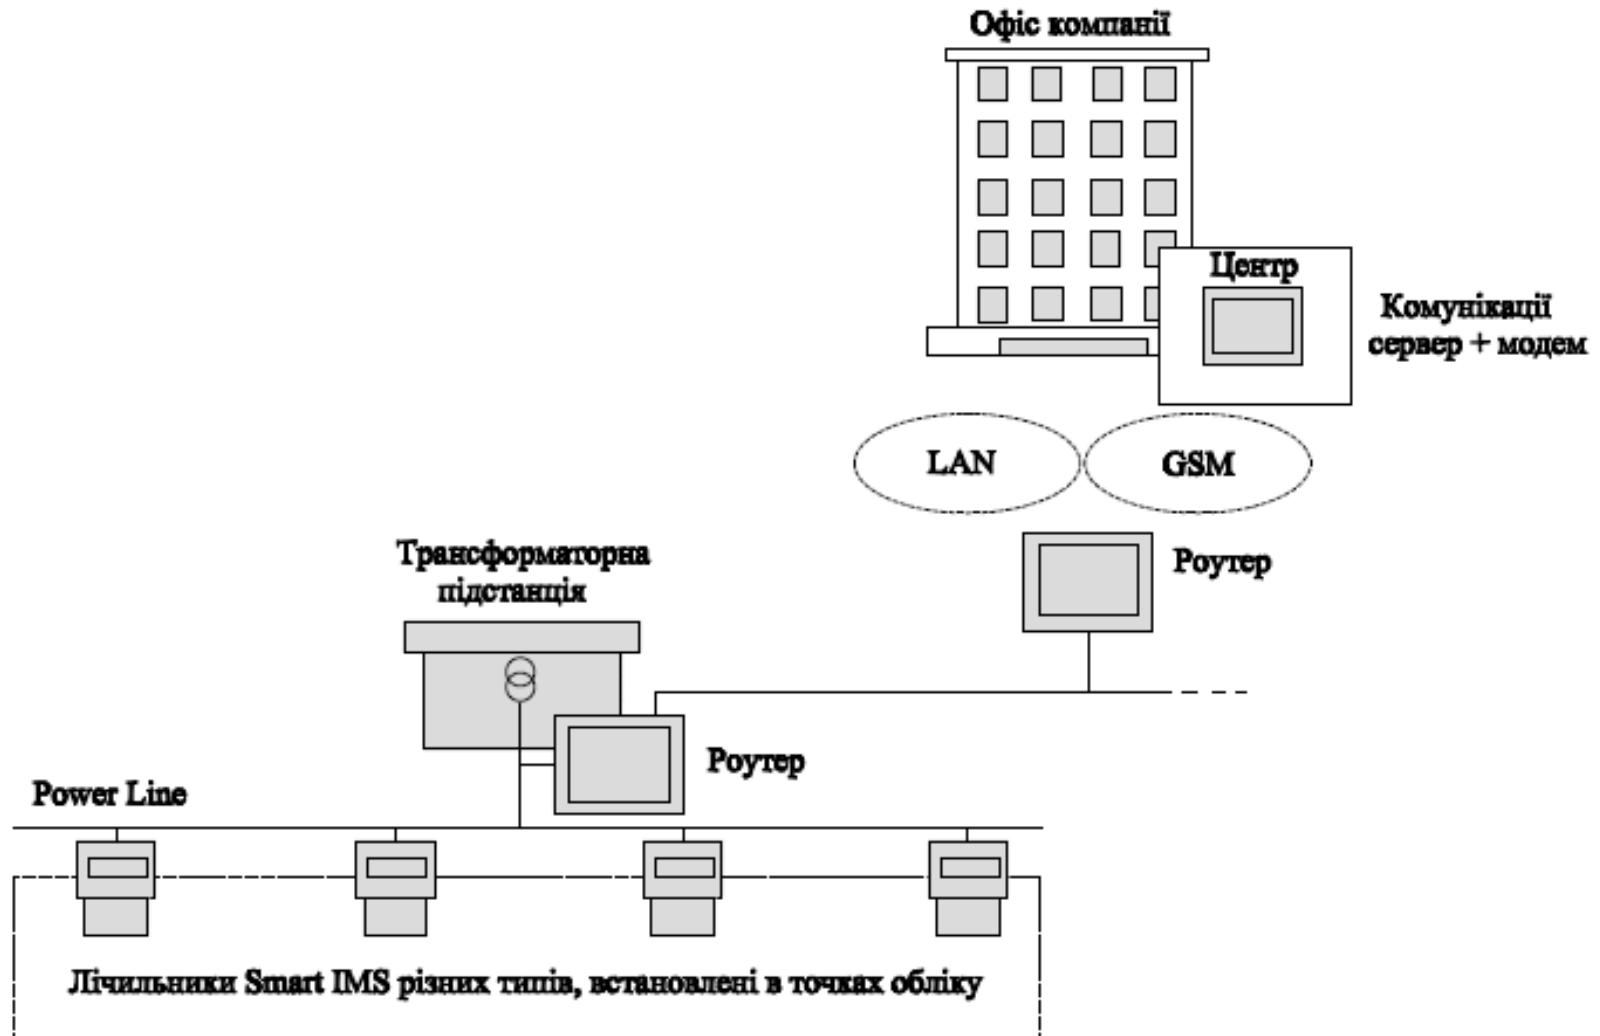 Офіс компанії
Центр
Комунікації
сервер + модем
LAN
GSM
Роутер
Трансформаторна
підстанція
Роутер
Power Line
Лічильники Smart IMS різних типів, встановлені в точках обліку